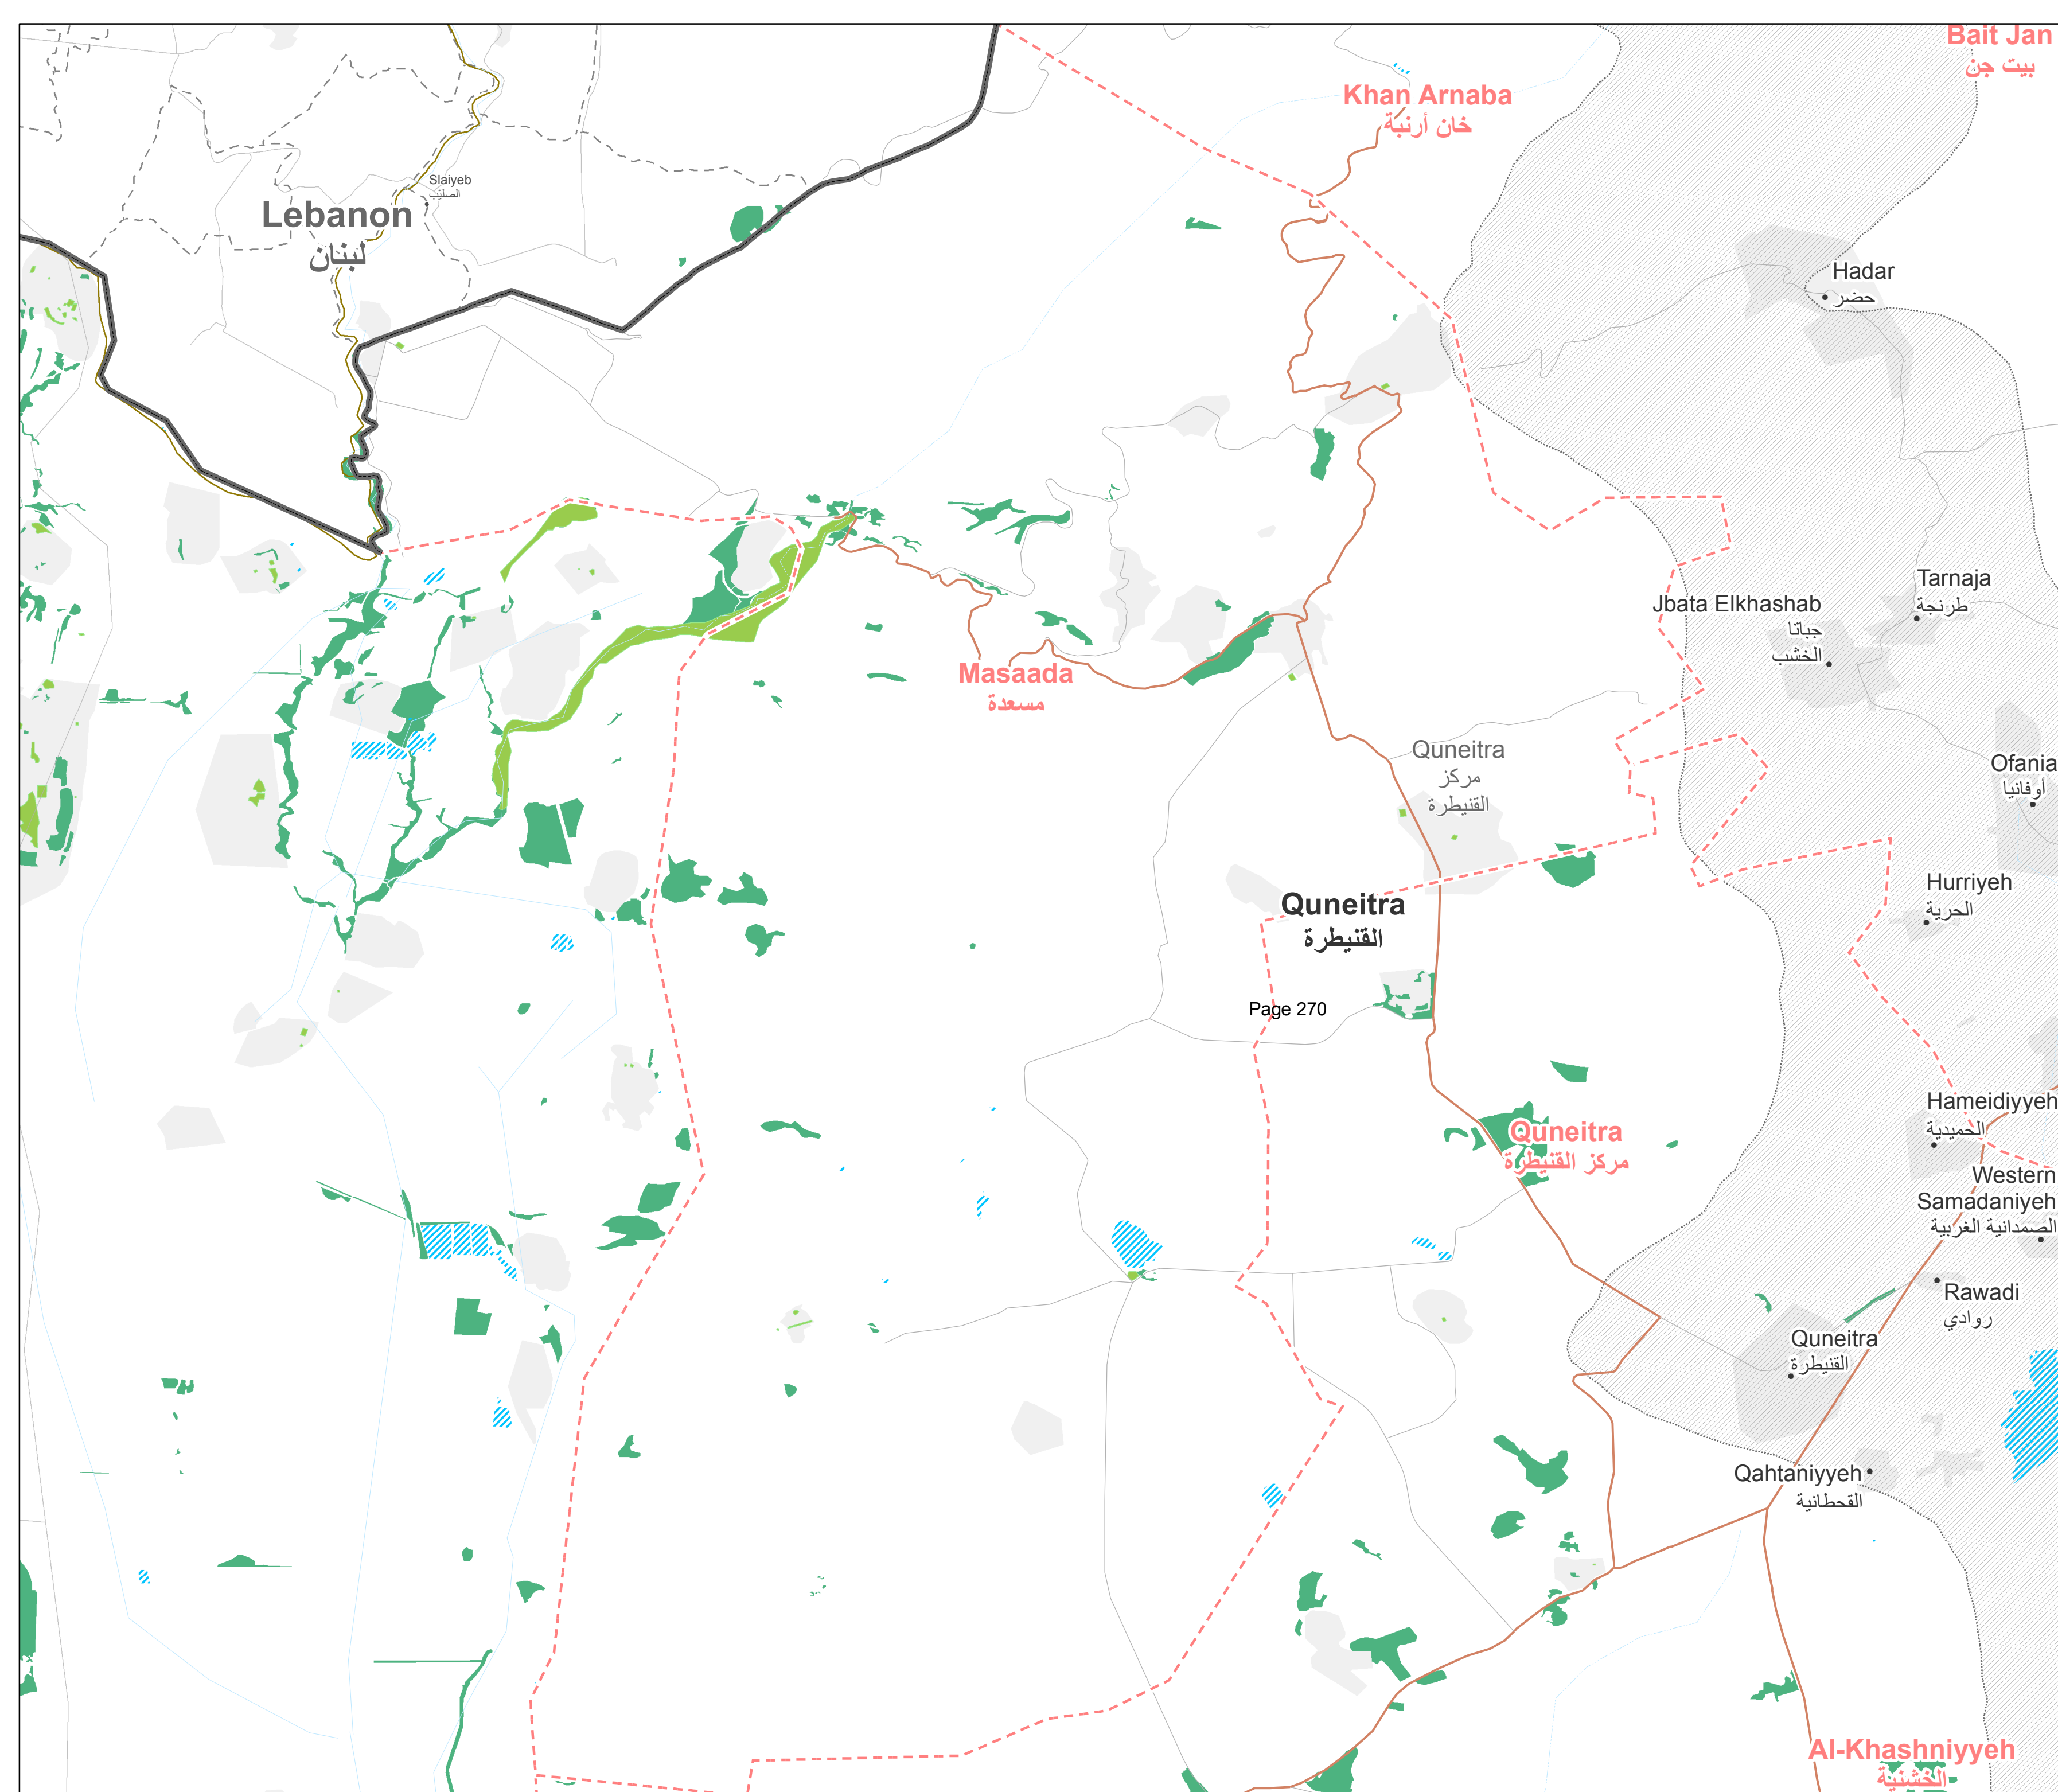 Bait Jan
بيت جن
Khan Arnaba
خان أرنبة
Slaiyeb
الصليّب
Lebanon
لبنان
Hadar
حضر
Tarnaja
طرنجة
Jbata Elkhashab
جباتا
الخشب
Masaada
مسعدة
Quneitra
مركز
القنيطرة
Ofania
أوفانيا
Hurriyeh
الحرية
Quneitra
القنيطرة
Page 270
Hameidiyyeh
الحميدية
Quneitra
مركز القنيطرة
Western
Samadaniyeh
الصمدانية الغربية
Rawadi
روادي
Quneitra
القنيطرة
Qahtaniyyeh
القحطانية
Al-Khashniyyeh
الخشنية